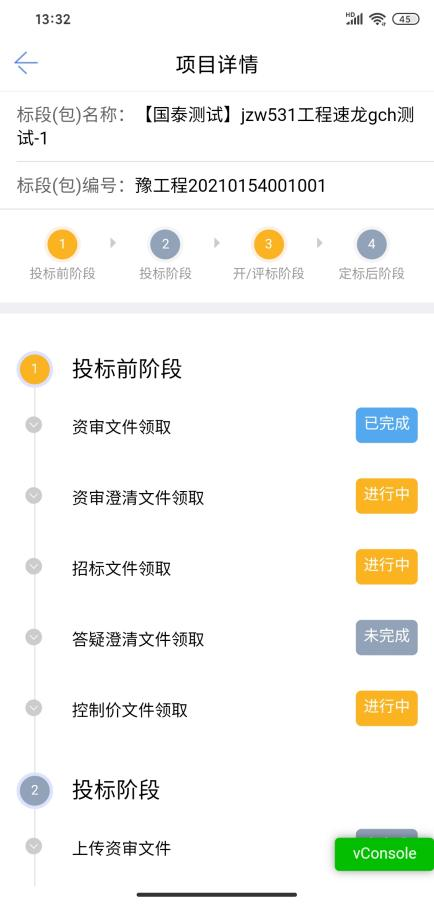 13:32
HD
45
项目详情
标段(包)名称：【国泰测试】jzw531工程速龙gch测
试-1
标段(包)编号：豫工程20210154001001
1 2 3 4
投标前阶段 投标阶段 开/评标阶段 定标后阶段
1 投标前阶段
资审文件领取 已完成
资审澄清文件领取 进行中
招标文件领取 进行中
答疑澄清文件领取 未完成
控制价文件领取 进行中
2 投标阶段
上传资审文件
vConsole